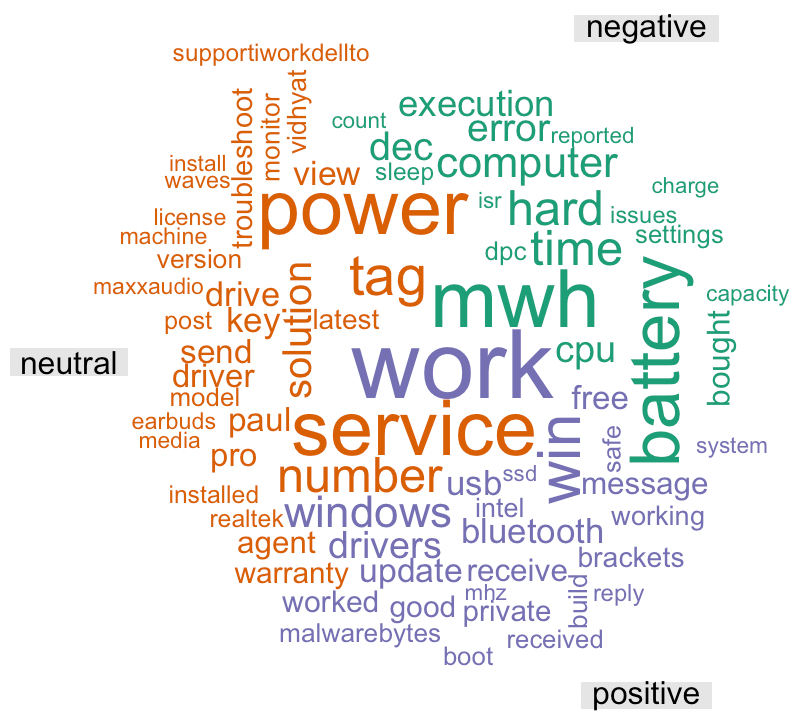 negative
supportiworkdellto
vidhyat
monitor
troubleshoot
count
execution
error
reported
dec
computer
sleep
install
waves
view
power
charge
isr
hard
issues
settings
license
machine
version
dpc
time
tag
mwh
battery
capacity
maxxaudio
drive
solution
post
key
latest
bought
neutral
send
driver
work
cpu
model
free
earbuds
media
paul
service
win
safe
system
pro
number
usb
ssd
message
installed
realtek
windows
intel
working
agent
drivers
bluetooth
warranty
update
receive
brackets
worked
good
mhz
private
build
reply
malwarebytes
received
boot
positive